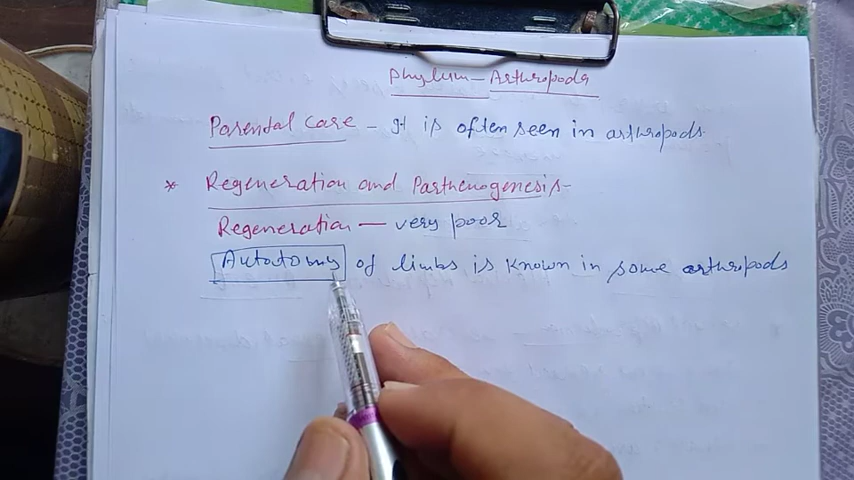 Phylum - Arthropoda
Parental Care - It is often seen in arthropods.
* Regeneration and Parthenogenesis -
Regeneration — very poor
Autotomy of limbs is known in some arthropods